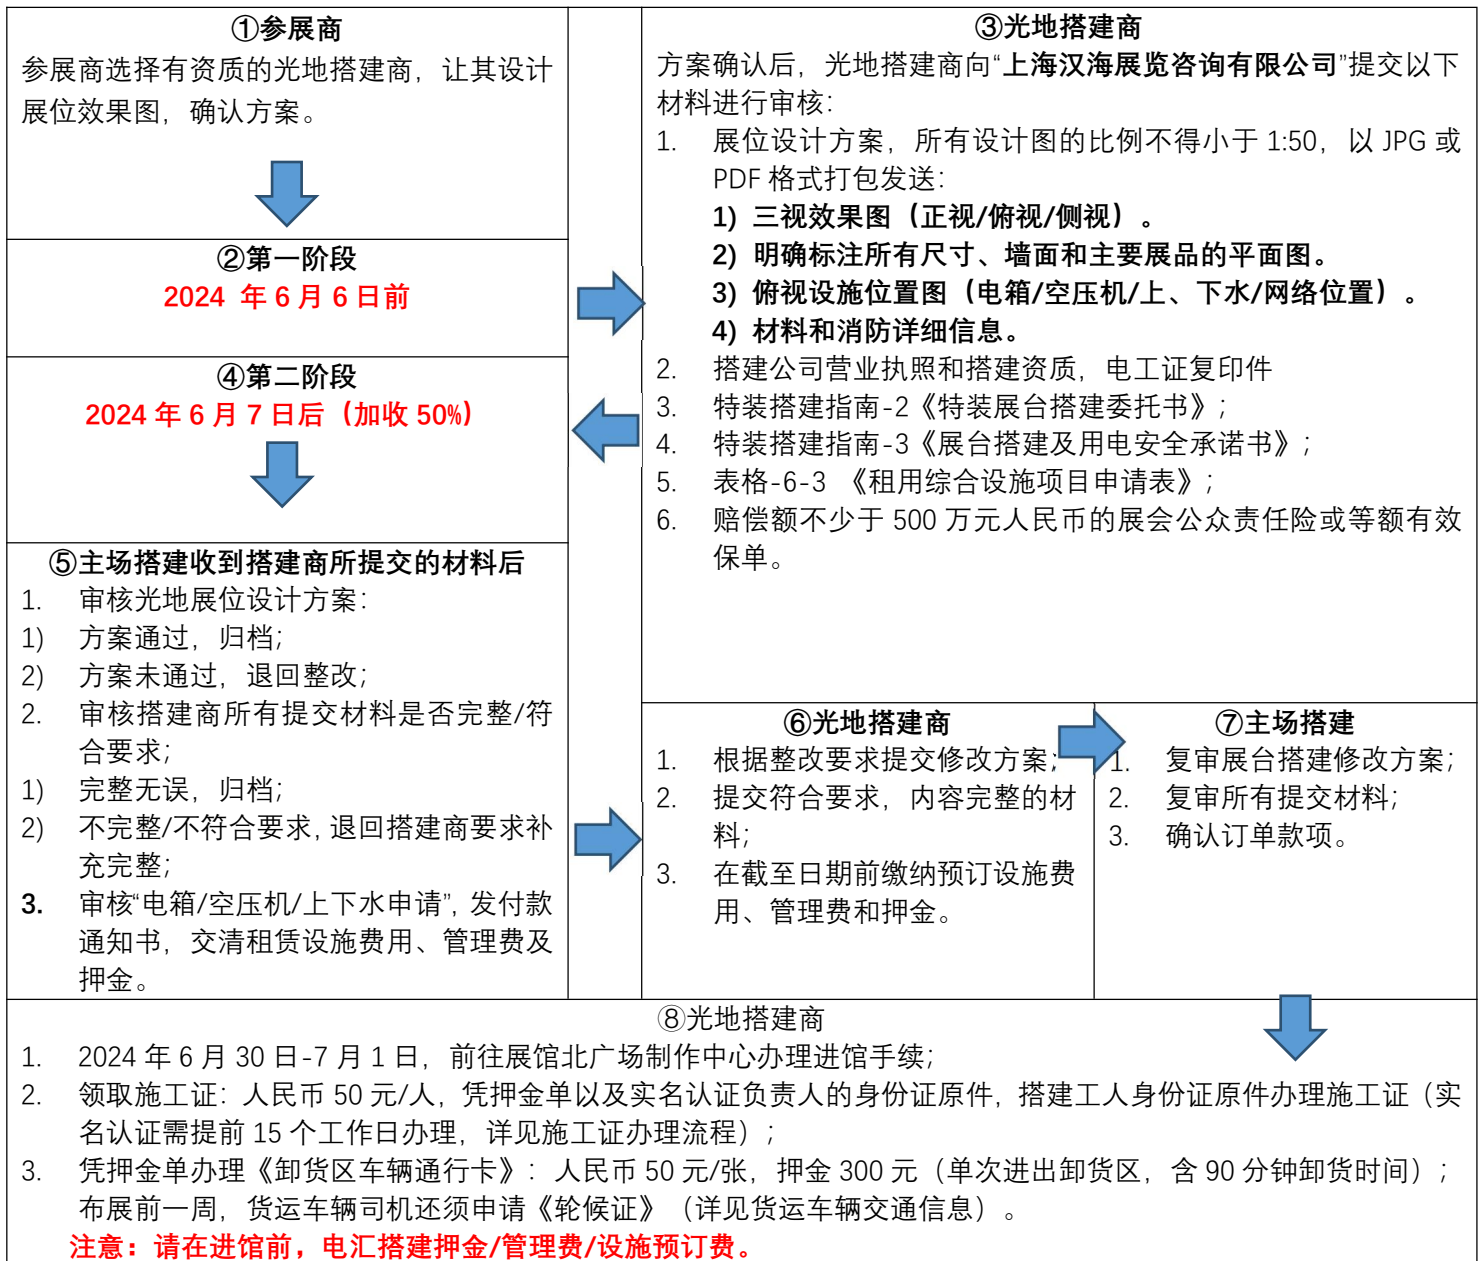 ①参展商
参展商选择有资质的光地搭建商，让其设计
展位效果图，确认方案。
②第一阶段
2024 年 6 月 6 日前
③光地搭建商
方案确认后，光地搭建商向“上海汉海展览咨询有限公司”提交以下
材料进行审核：
1. 展位设计方案，所有设计图的比例不得小于 1:50，以 JPG 或
PDF 格式打包发送：
1) 三视效果图（正视/俯视/侧视）。
2) 明确标注所有尺寸、墙面和主要展品的平面图。
3) 俯视设施位置图（电箱/空压机/上、下水/网络位置）。
4) 材料和消防详细信息。
2. 搭建公司营业执照和搭建资质，电工证复印件
3. 特装搭建指南-2《特装展台搭建委托书》；
4. 特装搭建指南-3《展台搭建及用电安全承诺书》；
5. 表格-6-3 《租用综合设施项目申请表》；
6. 赔偿额不少于 500 万元人民币的展会公众责任险或等额有效
保单。
④第二阶段
2024 年 6 月 7 日后（加收 50%）
⑤主场搭建收到搭建商所提交的材料后
1. 审核光地展位设计方案：
1) 方案通过，归档；
2) 方案未通过，退回整改；
2. 审核搭建商所有提交材料是否完整/符
合要求；
1) 完整无误，归档；
2) 不完整/不符合要求，退回搭建商要求补
充完整；
3. 审核“电箱/空压机/上下水申请”，发付款
通知书，交清租赁设施费用、管理费及
押金。
⑥光地搭建商
1. 根据整改要求提交修改方案；
2. 提交符合要求，内容完整的材
料；
3. 在截至日期前缴纳预订设施费
用、管理费和押金。
⑦主场搭建
1. 复审展台搭建修改方案；
2. 复审所有提交材料；
3. 确认订单款项。
⑧光地搭建商
1. 2024 年 6 月 30 日-7 月 1 日，前往展馆北广场制作中心办理进馆手续；
2. 领取施工证：人民币 50 元/人，凭押金单以及实名认证负责人的身份证原件，搭建工人身份证原件办理施工证（实
名认证需提前 15 个工作日办理，详见施工证办理流程）；
3. 凭押金单办理《卸货区车辆通行卡》：人民币 50 元/张，押金 300 元（单次进出卸货区，含 90 分钟卸货时间）；
布展前一周，货运车辆司机还须申请《轮候证》（详见货运车辆交通信息）。
注意：请在进馆前，电汇搭建押金/管理费/设施预订费。